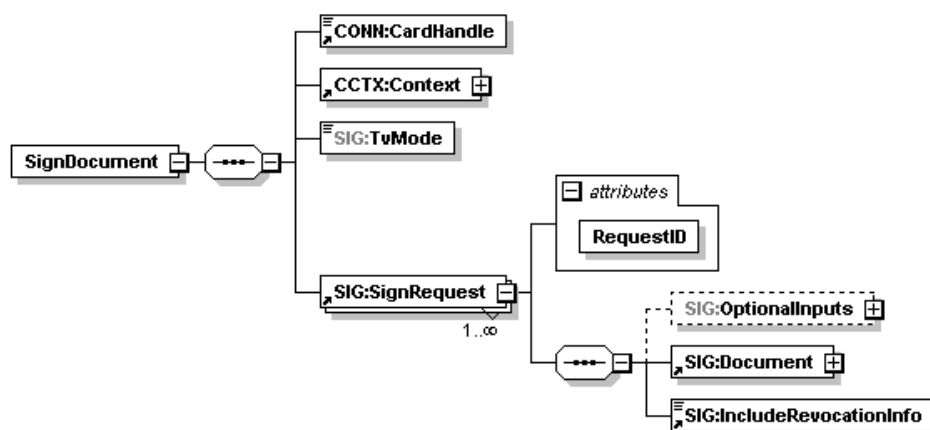 CONN:CardHandle
CCTX:Context
SIG:TvMode
SignDocument
attributes
RequestID
SIG:SignRequest
1..∞
SIG:OptionalInputs
SIG:Document
SIG:IncludeRevocationInfo